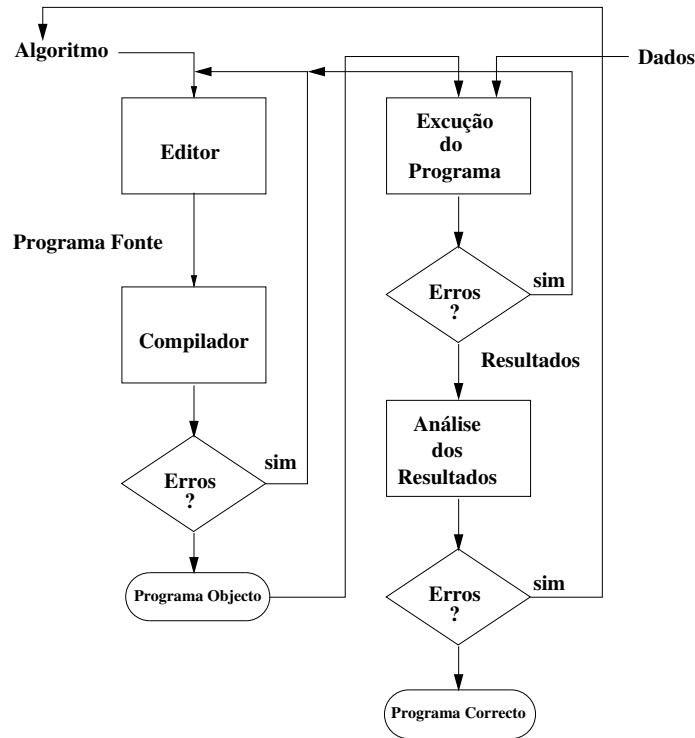 Algoritmo
Dados
Editor
Excução
do
Programa
Programa Fonte
Erros
?
sim
Compilador
Resultados
Análise
dos
Resultados
Erros
?
sim
Programa Objecto
Erros
?
sim
Programa Correcto